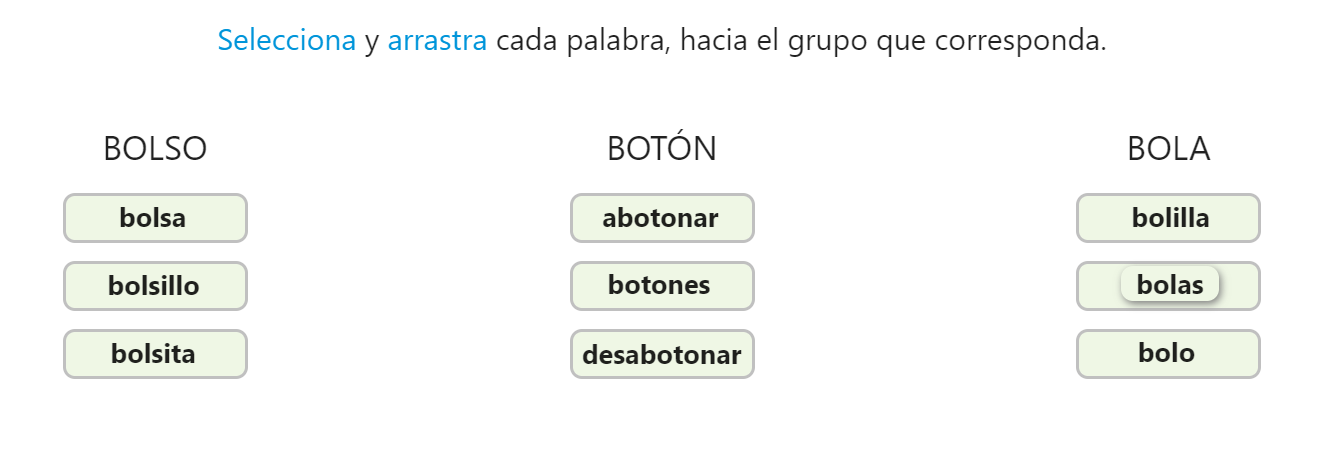 Selecciona y arrastra cada palabra, hacia el grupo que corresponda.
BOLSO BOTÓN BOLA
bolsa abotonar bolilla
bolsillo botones bolas
bolsita desabotonar bolo